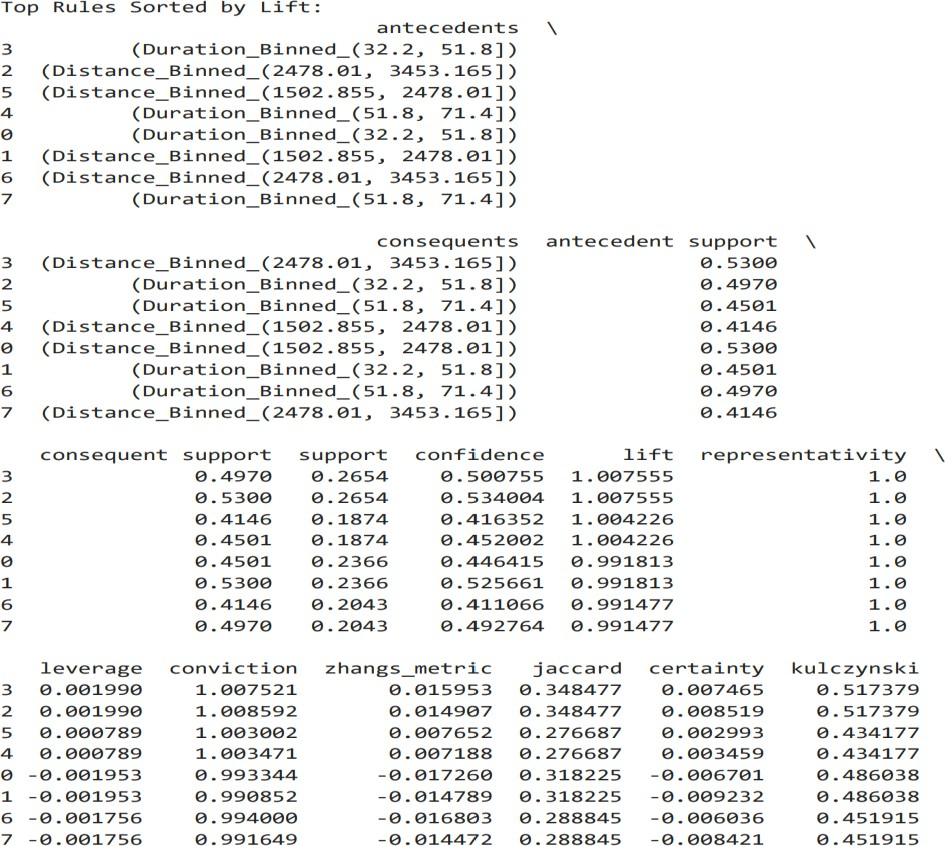 Top Rules Sorted by Lift:
antecedents \
3 (Duration_Binned_(32.2, 51.8])
2 (Distance_Binned_(2478.01, 3453.165])
5 (Distance_Binned_(1502.855, 2478.01])
4 (Duration_Binned_(51.8, 71.4])
0 (Duration_Binned_(32.2, 51.8])
1 (Distance_Binned_(1502.855, 2478.01])
6 (Distance_Binned_(2478.01, 3453.165])
7 (Duration_Binned_(51.8, 71.4])
consequents antecedent support \
3 (Distance_Binned_(2478.01, 3453.165]) 0.5300
2 (Duration_Binned_(32.2, 51.8]) 0.4970
5 (Duration_Binned_(51.8, 71.4]) 0.4501
4 (Distance_Binned_(1502.855, 2478.01]) 0.4146
0 (Distance_Binned_(1502.855, 2478.01]) 0.5300
1 (Duration_Binned_(32.2, 51.8]) 0.4501
6 (Duration_Binned_(51.8, 71.4]) 0.4970
7 (Distance_Binned_(2478.01, 3453.165]) 0.4146
consequent support support confidence lift representativity \
3 0.4970 0.2654 0.500755 1.007555 1.0
2 0.5300 0.2654 0.534004 1.007555 1.0
5 0.4146 0.1874 0.416352 1.004226 1.0
4 0.4501 0.1874 0.452002 1.004226 1.0
0 0.4501 0.2366 0.446415 0.991813 1.0
1 0.5300 0.2366 0.525661 0.991813 1.0
6 0.4146 0.2043 0.411066 0.991477 1.0
7 0.4970 0.2043 0.492764 0.991477 1.0
leverage conviction zhangs_metric jaccard certainty kulczynski
3 0.001990 1.007521 0.015953 0.348477 0.007465 0.517379
2 0.001990 1.008592 0.014907 0.348477 0.008519 0.517379
5 0.000789 1.003002 0.007652 0.276687 0.002993 0.434177
4 0.000789 1.003471 0.007188 0.276687 0.003459 0.434177
0 -0.001953 0.993344 -0.017260 0.318225 -0.006701 0.486038
1 -0.001953 0.990852 -0.014789 0.318225 -0.009232 0.486038
6 -0.001756 0.994000 -0.016803 0.288845 -0.006036 0.451915
7 -0.001756 0.991649 -0.014472 0.288845 -0.008421 0.451915